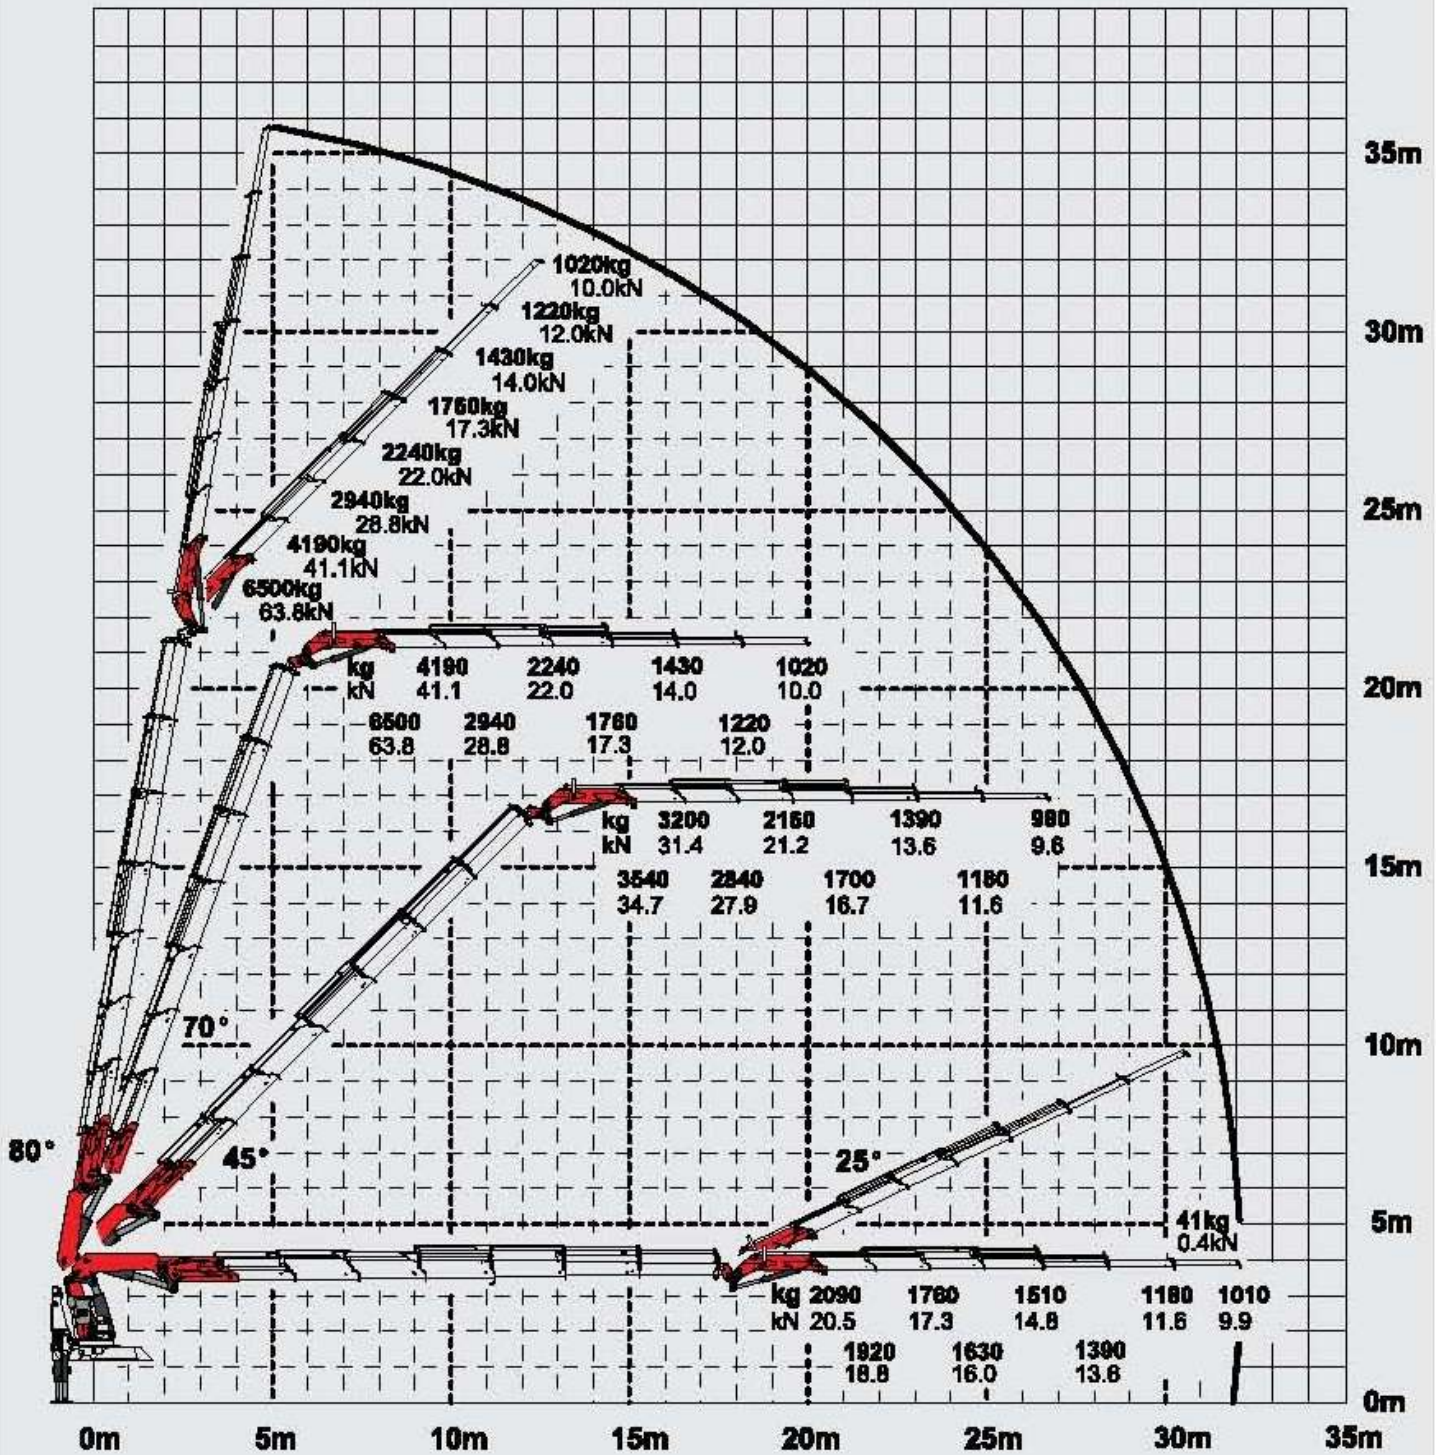 35m
1020kg
10.0kN
1220kg
12.0kN
30m
1430kg
14.0kN
1760kg
17.3kN
2240kg
22.0kN
2940kg
28.8kN
25m
4190kg
41.1kN
6500kg
63.8kN
kg 4190 2240 1430 1020
kN 41.1 22.0 14.0 10.0
20m
6500 2940 1760 1220
63.8 28.8 17.3 12.0
kg 3200 2160 1390 980
kN 31.4 21.2 13.6 9.6
15m
3540 2840 1700 1180
34.7 27.9 16.7 11.6
70°
10m
80°
45°
25°
41kg
0.4kN
5m
kg 2090 1760 1510 1180 1010
kN 20.5 17.3 14.8 11.6 9.9
1920 1630 1390
18.8 16.0 13.6
0m
0m 5m 10m 15m 20m 25m 30m 35m